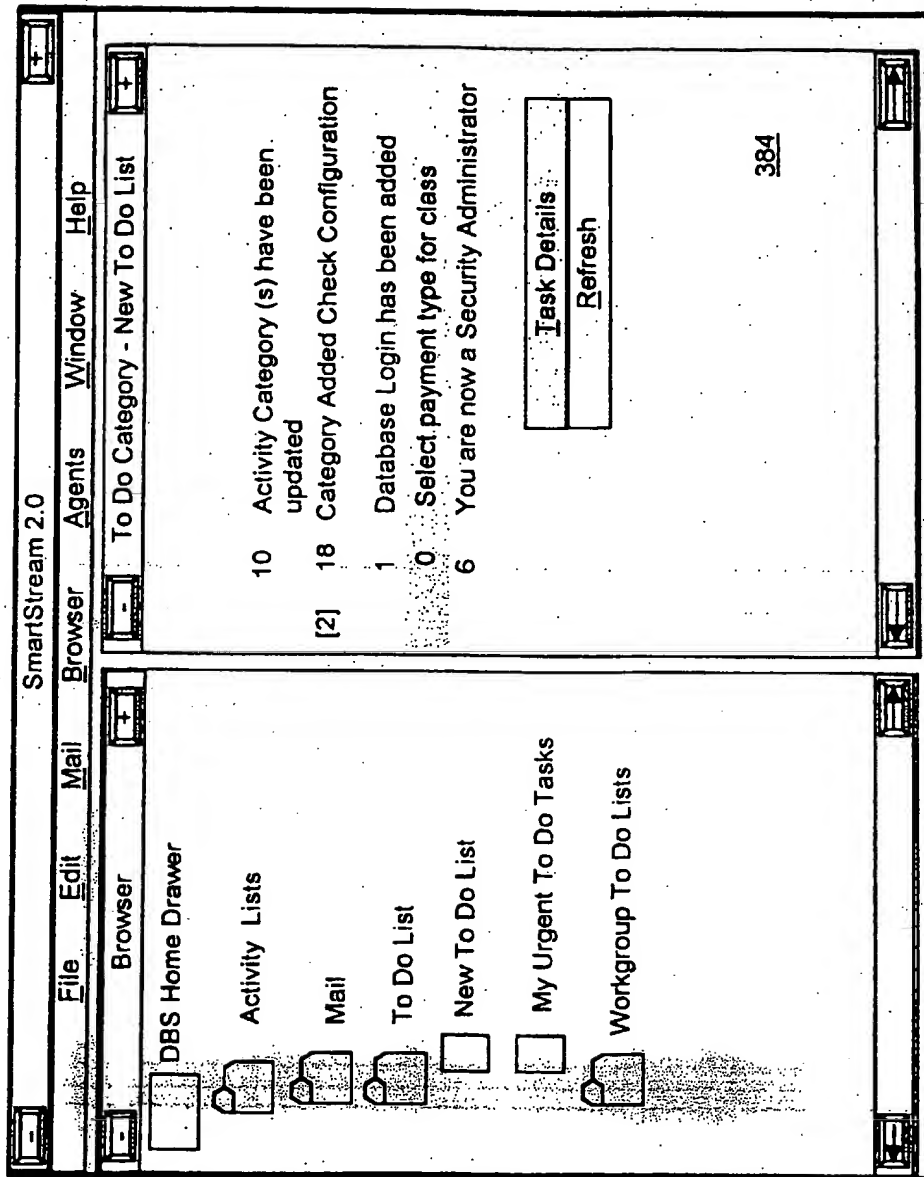 SmartStream 2.0
File Edit Mail Browser Agents Window Help
Browser
DBS Home Drawer
Activity Lists
Mail
To Do List
New To Do List
My Urgent To Do Tasks
Workgroup To Do Lists
To Do Category - New To Do List
10 Activity Category (s) have been
updated
[2] 18 Category Added Check Configuration
1 Database Login has been added
0 Select payment type for class
6 You are now a Security Administrator
Task Details
Refresh
384